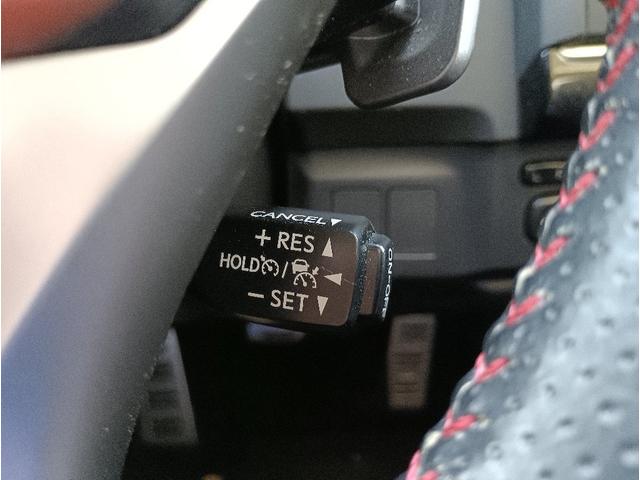 CANCEL▼
+ RES ▲
HOLD /  ◀
− SET ▼
ON-OFF